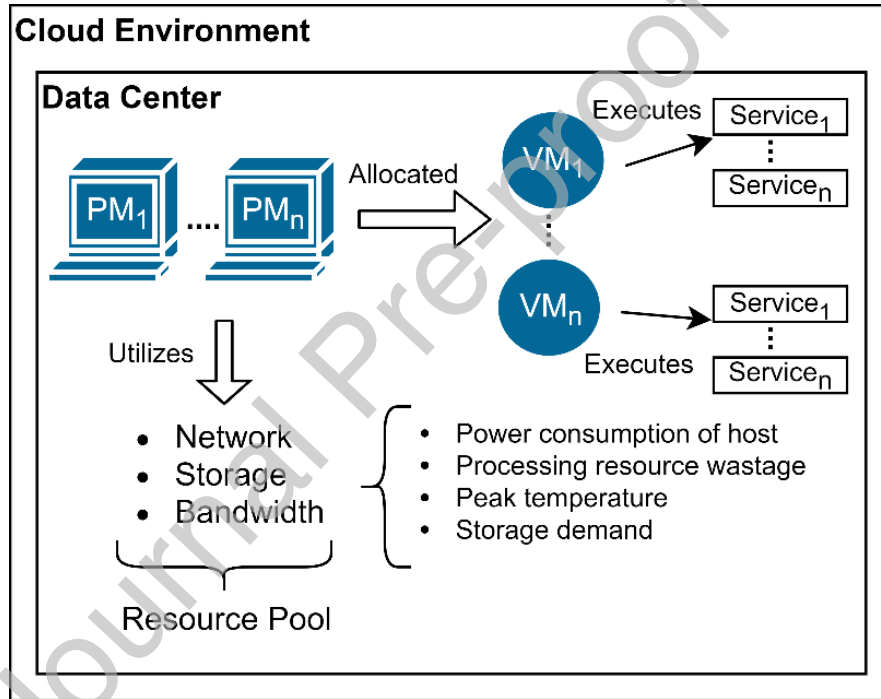 Cloud Environment
Data Center
PM₁ .... PMₙ
Allocated
VM₁
⋮
VMₙ
Executes
Service₁
⋮
Serviceₙ
Executes
Service₁
⋮
Serviceₙ
Utilizes
• Network
• Storage
• Bandwidth
Resource Pool
• Power consumption of host
• Processing resource wastage
• Peak temperature
• Storage demand
Journal Pre-proof